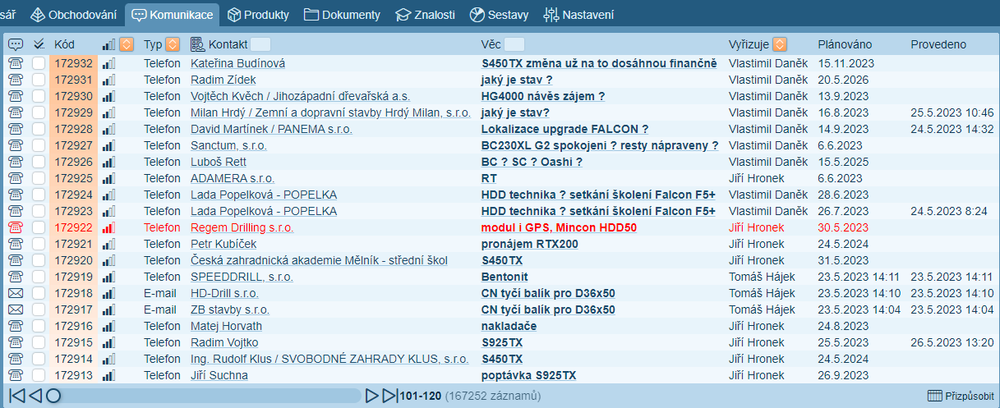 sář Obchodování Komunikace Produkty Dokumenty Znalosti Sestavy Nastavení
Kód Typ Kontakt Věc Vyřizuje Plánováno Provedeno
172932 Telefon Kateřina Budínová S450TX změna už na to dosáhnou finančně Vlastimil Daněk 15.11.2023
172931 Telefon Radim Zídek jaký je stav ? Vlastimil Daněk 20.5.2026
172930 Telefon Vojtěch Kvěch / Jihozápadní dřevařská a.s. HG4000 návěs zájem ? Vlastimil Daněk 13.9.2023
172929 Telefon Milan Hrdý / Zemní a dopravní stavby Hrdý Milan, s.r.o. jaký je stav? Vlastimil Daněk 16.8.2023 25.5.2023 10:46
172928 Telefon David Martínek / PANEMA s.r.o. Lokalizace upgrade FALCON ? Vlastimil Daněk 14.9.2023 24.5.2023 14:32
172927 Telefon Sanctum, s.r.o. BC230XL G2 spokojeni ? resty nápraveny ? Vlastimil Daněk 6.6.2023
172926 Telefon Luboš Rett BC ? SC ? Oashi ? Vlastimil Daněk 15.5.2025
172925 Telefon ADAMERA s.r.o. RT Jiří Hronek 6.6.2023
172924 Telefon Lada Popelková - POPELKA HDD technika ? setkání školení Falcon F5+ Vlastimil Daněk 28.6.2023
172923 Telefon Lada Popelková - POPELKA HDD technika ? setkání školení Falcon F5+ Vlastimil Daněk 26.7.2023 24.5.2023 8:24
172922 Telefon Regem Drilling s.r.o. modul i GPS, Mincon HDD50 Jiří Hronek 30.5.2023
172921 Telefon Petr Kubíček pronájem RTX200 Jiří Hronek 24.5.2024
172920 Telefon Česká zahradnická akademie Mělník - střední škol S450TX Jiří Hronek 31.5.2023
172919 Telefon SPEEDDRILL, s.r.o. Bentonit Tomáš Hájek 23.5.2023 14:11 23.5.2023 14:11
172918 E-mail HD-Drill s.r.o. CN tyčí balík pro D36x50 Tomáš Hájek 23.5.2023 14:10 23.5.2023 14:10
172917 E-mail ZB stavby s.r.o. CN tyčí balík pro D36x50 Tomáš Hájek 23.5.2023 14:04 23.5.2023 14:04
172916 Telefon Matej Horvath nakladače Jiří Hronek 24.8.2023
172915 Telefon Radim Vojtko S925TX Jiří Hronek 25.5.2023 26.5.2023 13:20
172914 Telefon Ing. Rudolf Klus / SVOBODNÉ ZAHRADY KLUS, s.r.o. S450TX Jiří Hronek 24.5.2024
172913 Telefon Jiří Suchna poptávka S925TX Jiří Hronek 26.9.2023
101-120 (167252 záznamů) Přizpůsobit